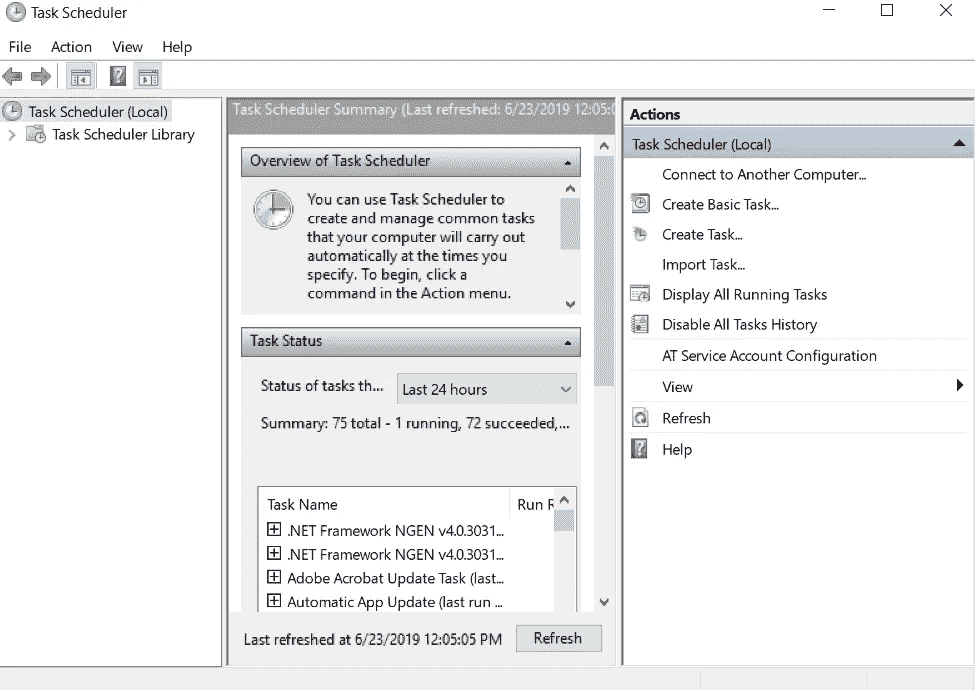 Task Scheduler
File Action View Help
Task Scheduler (Local)
Task Scheduler Library
Task Scheduler Summary (Last refreshed: 6/23/2019 12:05:0
Overview of Task Scheduler
You can use Task Scheduler to
create and manage common tasks
that your computer will carry out
automatically at the times you
specify. To begin, click a
command in the Action menu.
Task Status
Status of tasks th... Last 24 hours
Summary: 75 total - 1 running, 72 succeeded,...
Task Name Run R
.NET Framework NGEN v4.0.3031...
.NET Framework NGEN v4.0.3031...
Adobe Acrobat Update Task (last...
Automatic App Update (last run ...
Last refreshed at 6/23/2019 12:05:05 PM Refresh
Actions
Task Scheduler (Local)
Connect to Another Computer...
Create Basic Task...
Create Task...
Import Task...
Display All Running Tasks
Disable All Tasks History
AT Service Account Configuration
View
Refresh
Help